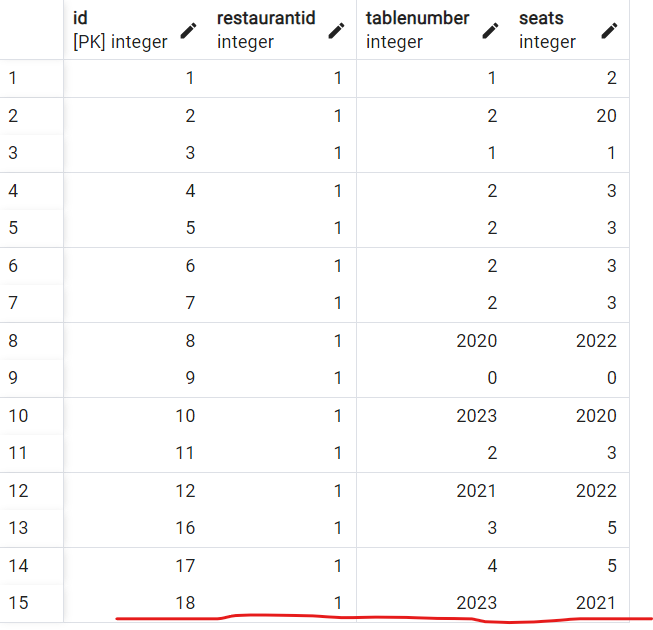 id restaurantid tablenumber seats
[PK] integer integer integer integer
1 1 1 1 2
2 2 1 2 20
3 3 1 1 1
4 4 1 2 3
5 5 1 2 3
6 6 1 2 3
7 7 1 2 3
8 8 1 2020 2022
9 9 1 0 0
10 10 1 2023 2020
11 11 1 2 3
12 12 1 2021 2022
13 16 1 3 5
14 17 1 4 5
15 18 1 2023 2021